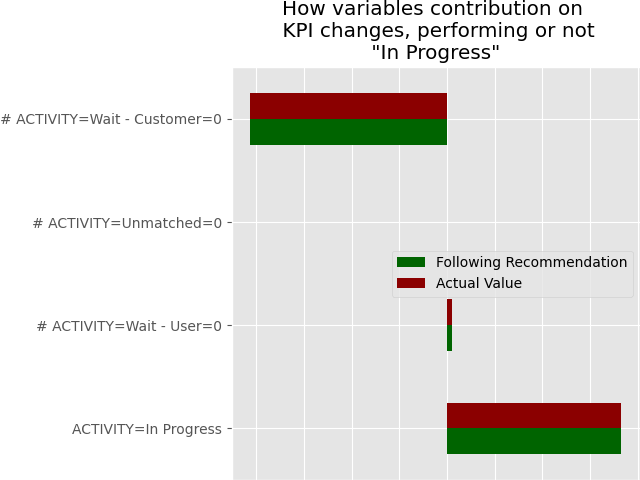 How variables contribution on
KPI changes, performing or not
"In Progress"
# ACTIVITY=Wait - Customer=0
# ACTIVITY=Unmatched=0
Following Recommendation
Actual Value
# ACTIVITY=Wait - User=0
ACTIVITY=In Progress